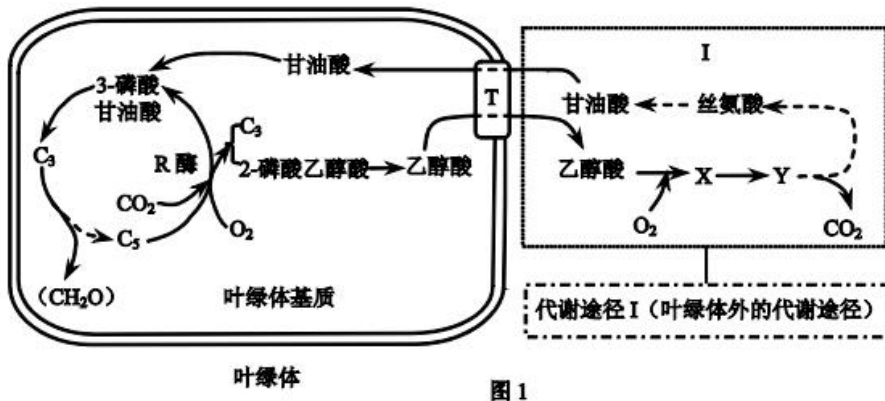 I
甘油酸
3-磷酸
甘油酸
T
甘油酸
丝氨酸
C₃
C₃
R 酶
2-磷酸乙醇酸
乙醇酸
乙醇酸
X
Y
CO₂
C₅
O₂
O₂
CO₂
（CH₂O）
叶绿体基质
代谢途径 I（叶绿体外的代谢途径）
叶绿体
图 1